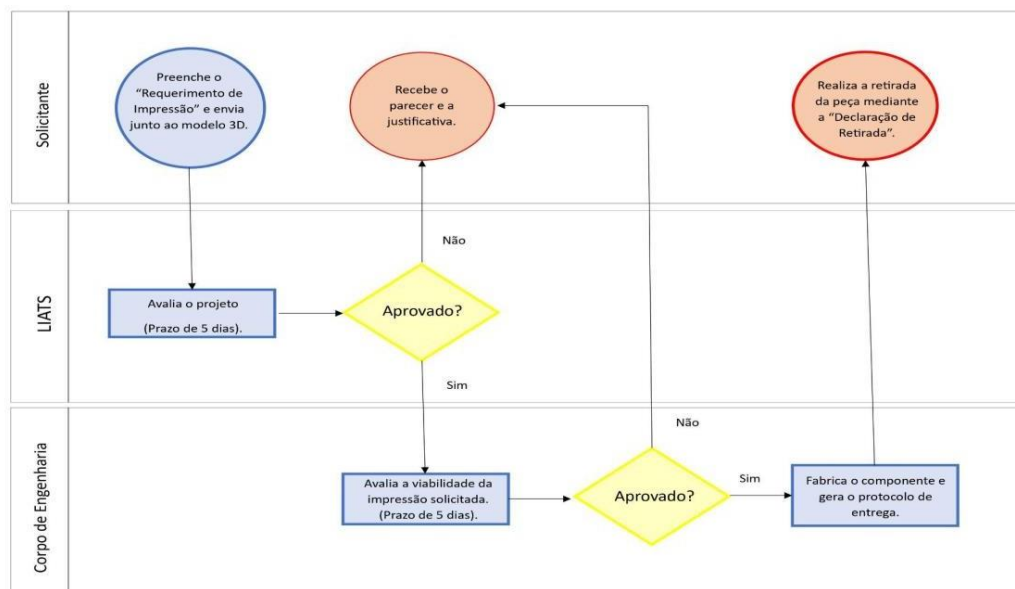 Solicitante
Preenche o
“Requerimento de
Impressão” e envia
junto ao modelo 3D.
Recebe o
parecer e a
justificativa.
Realiza a retirada
da peça mediante
a “Declaração de
Retirada”.
LIATS
Avalia o projeto
(Prazo de 5 dias).
Não
Aprovado?
Sim
Corpo de Engenharia
Avalia a viabilidade da
impressão solicitada.
(Prazo de 5 dias).
Não
Aprovado?
Sim
Fabrica o componente e
gera o protocolo de
entrega.